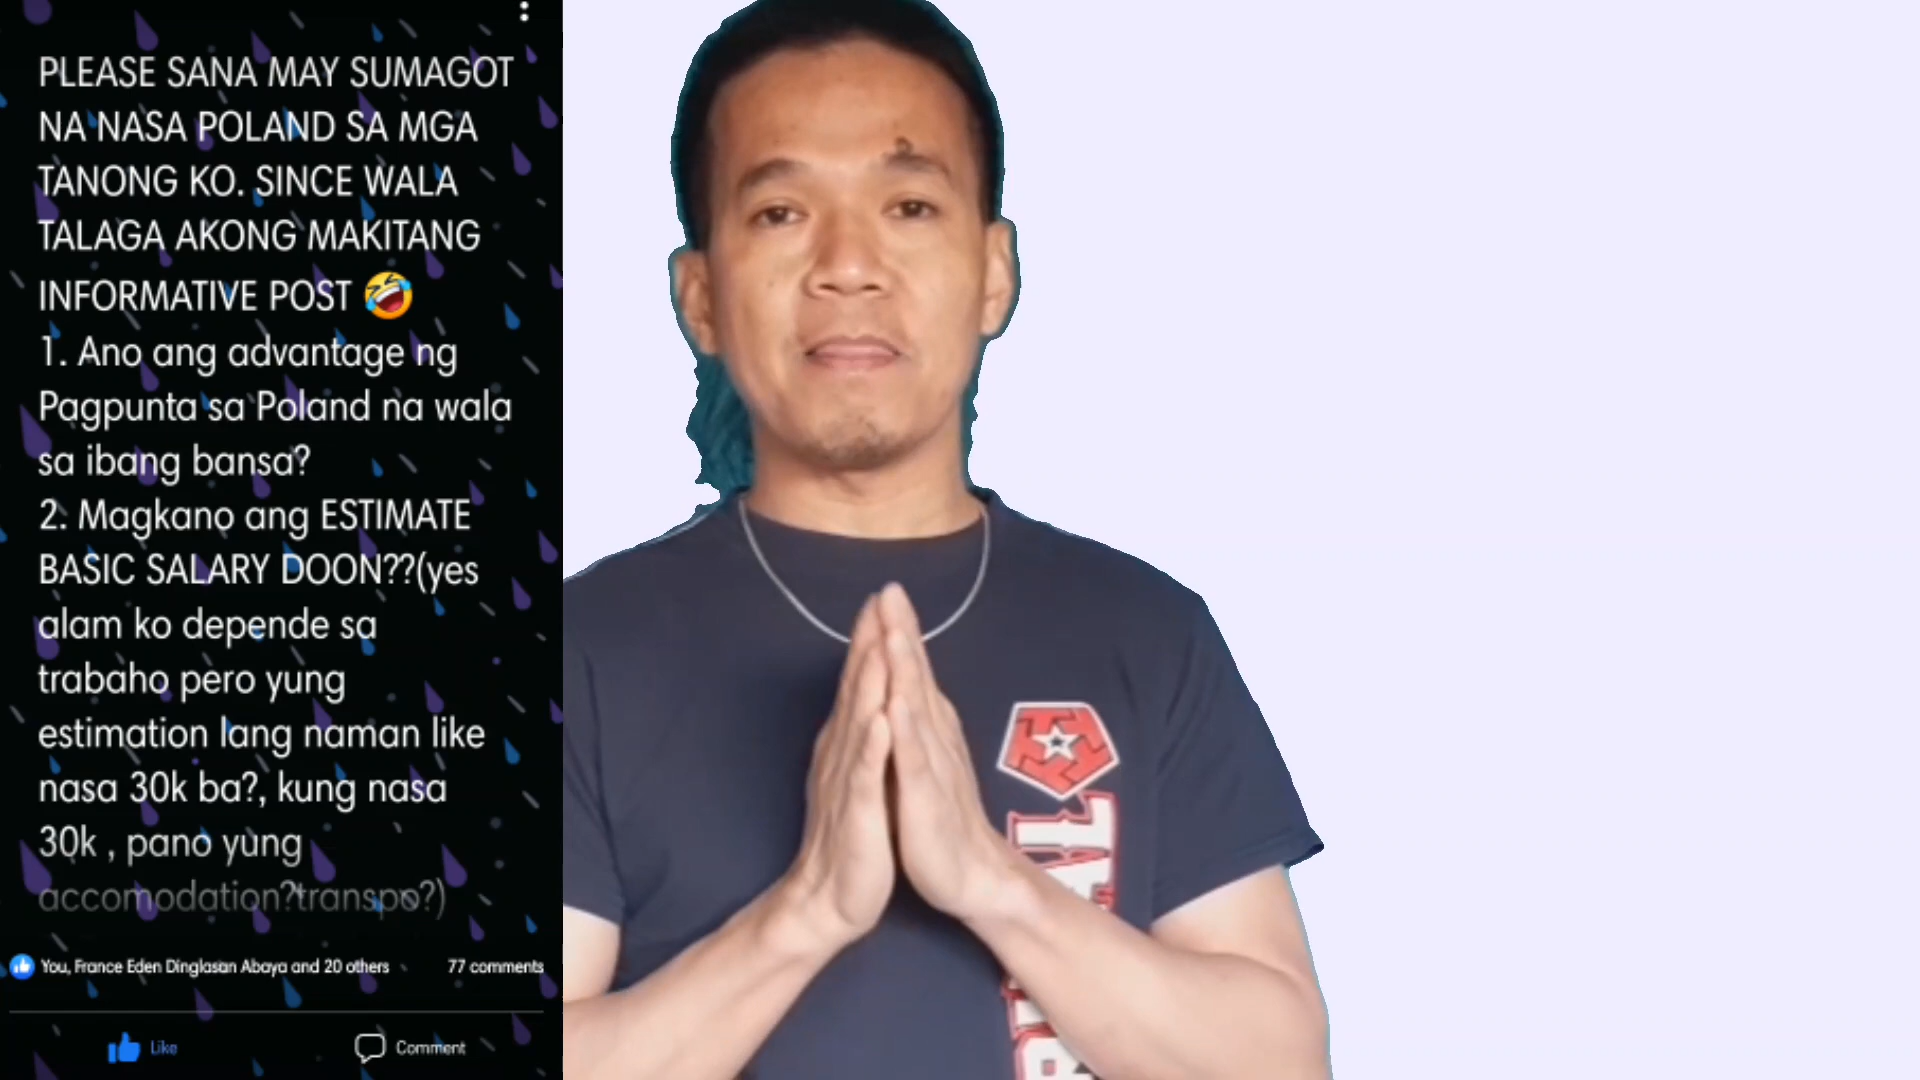 PLEASE SANA MAY SUMAGOT
NA NASA POLAND SA MGA
TANONG KO. SINCE WALA
TALAGA AKONG MAKITANG
INFORMATIVE POST 🤣
1. Ano ang advantage ng
Pagpunta sa Poland na wala
sa ibang bansa?
2. Magkano ang ESTIMATE
BASIC SALARY DOON??(yes
alam ko depende sa
trabaho pero yung
estimation lang naman like
nasa 30k ba?, kung nasa
30k , pano yung
accomodation?transpo?)
You, France Eden Dinglasan Abaya and 20 others
77 comments
Like
Comment